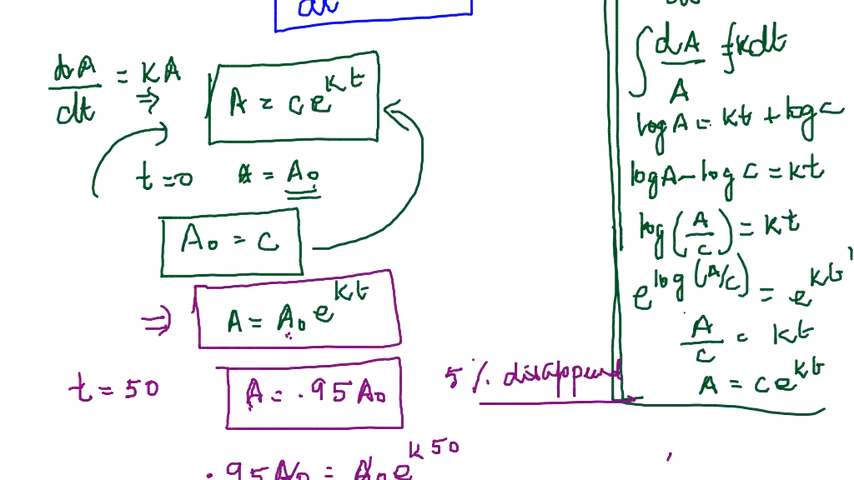 dA/dt = KA
⇒
A = ce^{kt}
t=0 A = A₀
A₀ = c
⇒ A = A₀e^{kt}
t = 50 A = .95A₀ 5 % disappeared
.95A₀ = A₀e^{k50}
∫dA/A = ∫kdt
log A = kt + log c
log A - log c = kt
log(A/c) = kt
e^{log(A/c)} = e^{kt}
A/c = kt
A = ce^{kt}